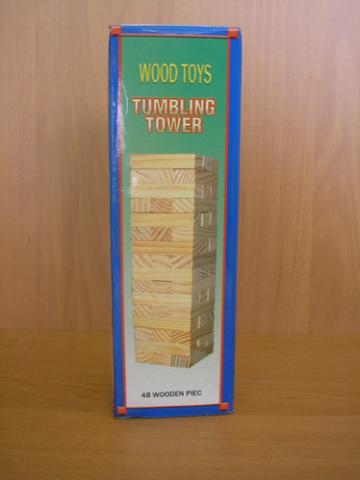 WOOD TOYS
TUMBLING
TOWER
48 WOODEN PIEC